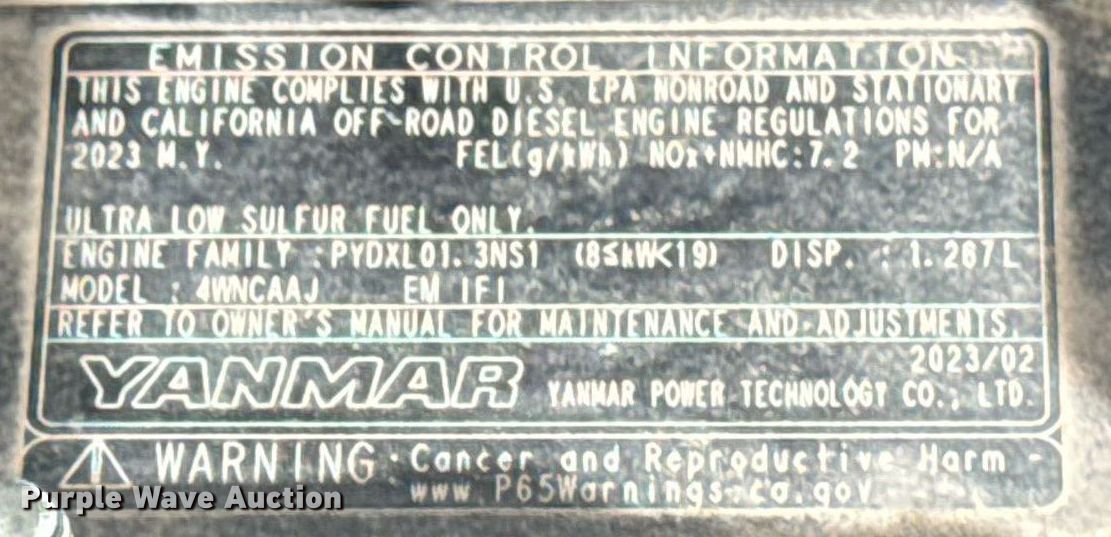 EMISSION CONTROL INFORMATION
THIS ENGINE COMPLIES WITH U.S. EPA NONROAD AND STATIONARY
AND CALIFORNIA OFF-ROAD DIESEL ENGINE REGULATIONS FOR
2023 M.Y. FEL(g/kWh) NOx+NMHC:7.2 PM:N/A
ULTRA LOW SULFUR FUEL ONLY.
ENGINE FAMILY :PYDXL01.3NS1 (8≤kW<19) DISP. : 1.267L
MODEL : 4WNCAAJ EM IFI
REFER TO OWNER'S MANUAL FOR MAINTENANCE AND ADJUSTMENTS.
2023/02
YANMAR YANMAR POWER TECHNOLOGY CO., LTD.
WARNING: Cancer and Reproductive Harm -
www.P65Warnings.ca.gov
Purple Wave Auction